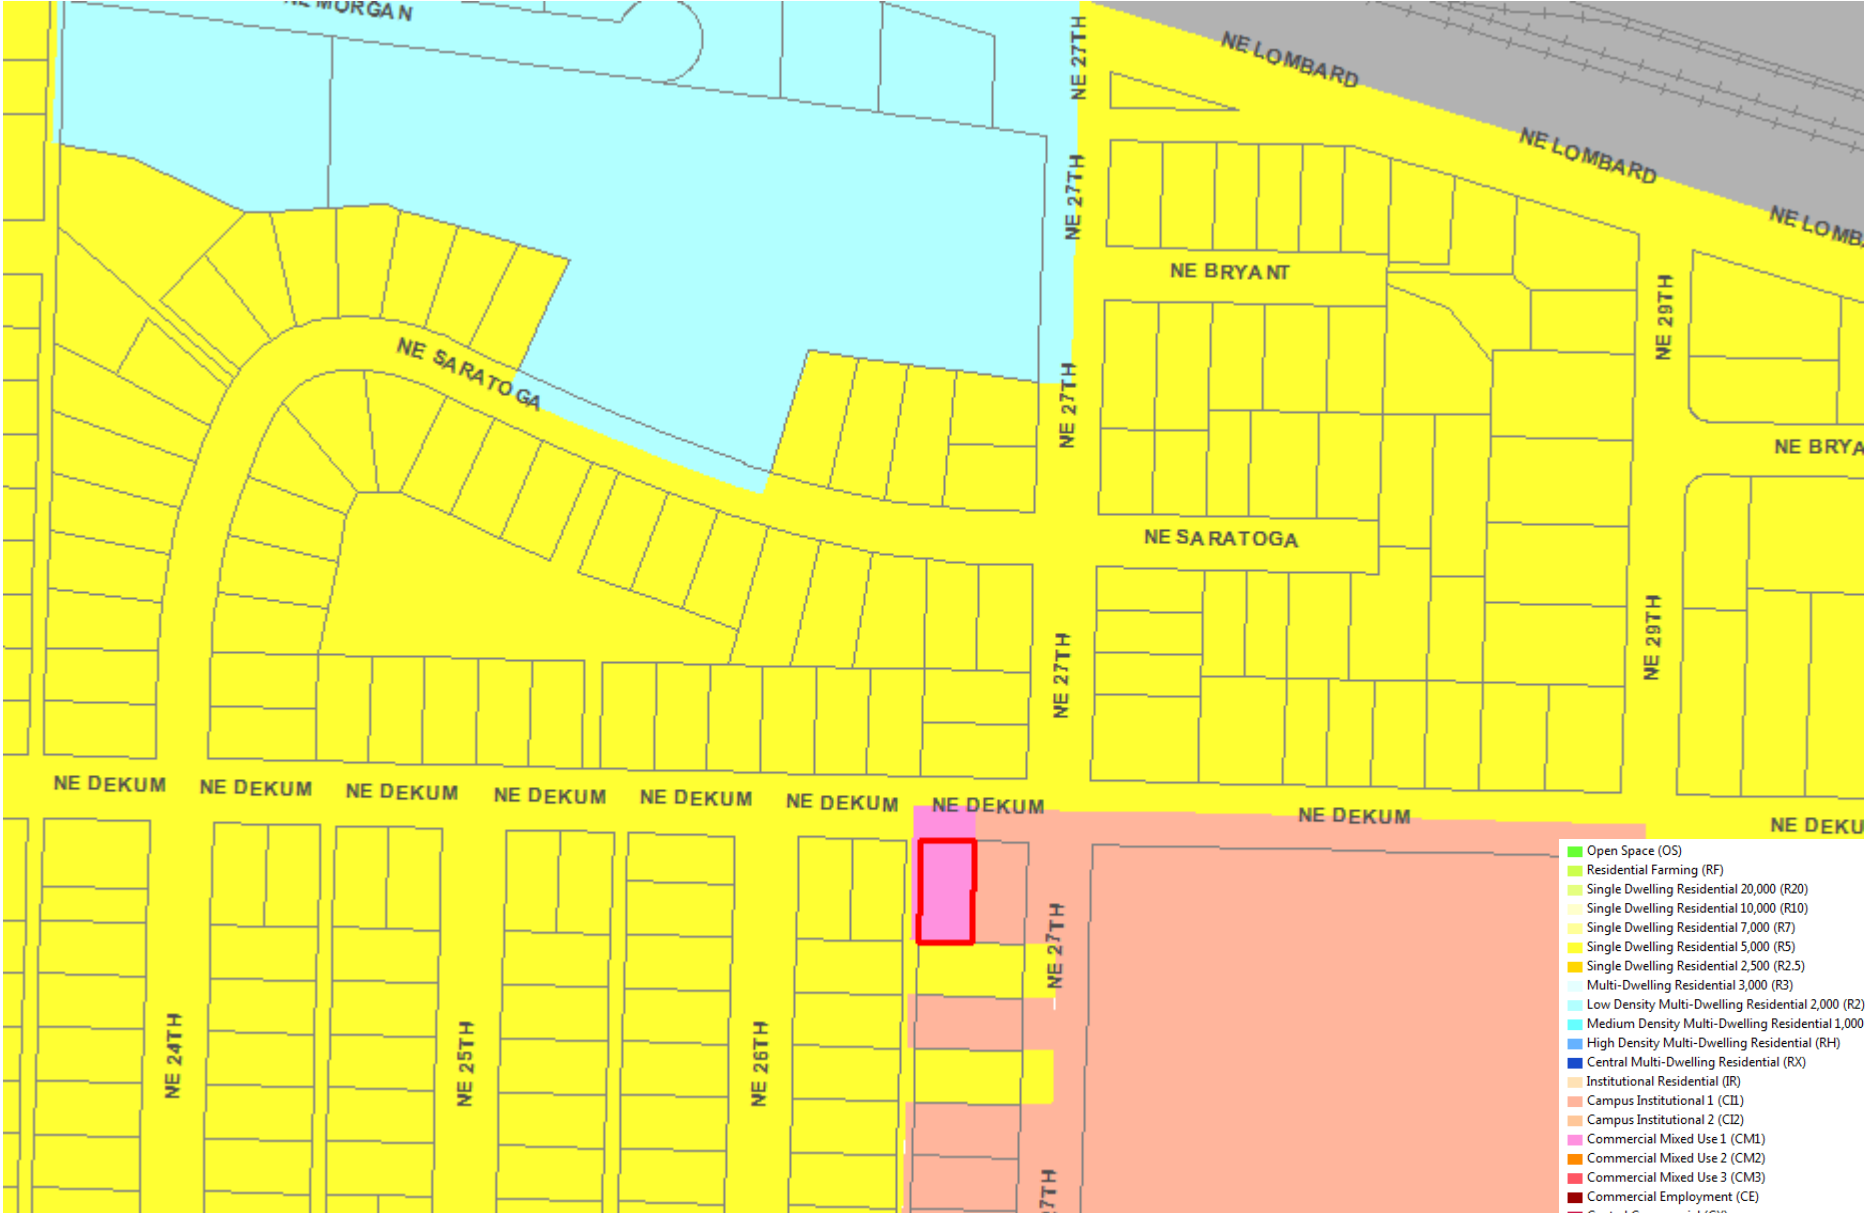 NE MORGAN
NE 27TH
NE LOMBARD
NE LOMBARD
NE 27TH
NE LOMB
NE BRYANT
NE 29TH
NE SARATOGA
NE 27TH
NE BRYA
NE SARATOGA
NE 29TH
NE 27TH
NE DEKUM
NE DEKUM
NE DEKUM
NE DEKUM
NE DEKUM
NE DEKUM
NE DEKUM
NE DEKUM
NE DEKU
NE 27TH
NE 24TH
NE 25TH
NE 26TH
27TH
Open Space (OS)
Residential Farming (RF)
Single Dwelling Residential 20,000 (R20)
Single Dwelling Residential 10,000 (R10)
Single Dwelling Residential 7,000 (R7)
Single Dwelling Residential 5,000 (R5)
Single Dwelling Residential 2,500 (R2.5)
Multi-Dwelling Residential 3,000 (R3)
Low Density Multi-Dwelling Residential 2,000 (R2)
Medium Density Multi-Dwelling Residential 1,000
High Density Multi-Dwelling Residential (RH)
Central Multi-Dwelling Residential (RX)
Institutional Residential (IR)
Campus Institutional 1 (CI1)
Campus Institutional 2 (CI2)
Commercial Mixed Use 1 (CM1)
Commercial Mixed Use 2 (CM2)
Commercial Mixed Use 3 (CM3)
Commercial Employment (CE)